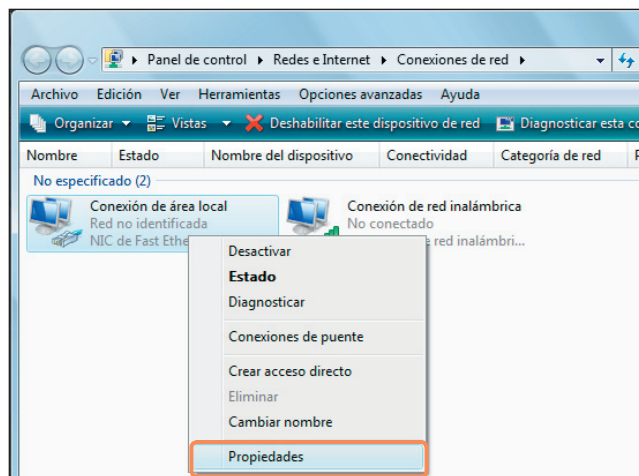 Panel de control Redes e Internet Conexiones de red
Archivo Edición Ver Herramientas Opciones avanzadas Ayuda
Organizar Vistas Deshabilitar este dispositivo de red Diagnosticar esta co
Nombre Estado Nombre del dispositivo Conectividad Categoría de red
No especificado (2)
Conexión de área local
Red no identificada
NIC de Fast Ethe
Conexión de red inalámbrica
No conectado
red inalámbri...
Desactivar
Estado
Diagnosticar
Conexiones de puente
Crear acceso directo
Eliminar
Cambiar nombre
Propiedades